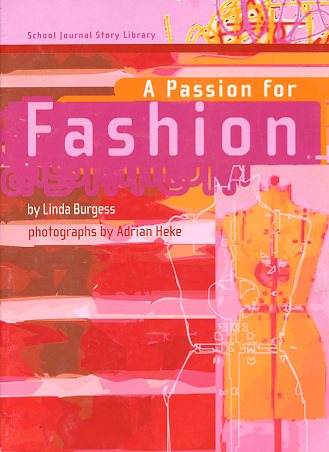 School Journal Story Library
A Passion for
Fashion
by Linda Burgess
photographs by Adrian Heke